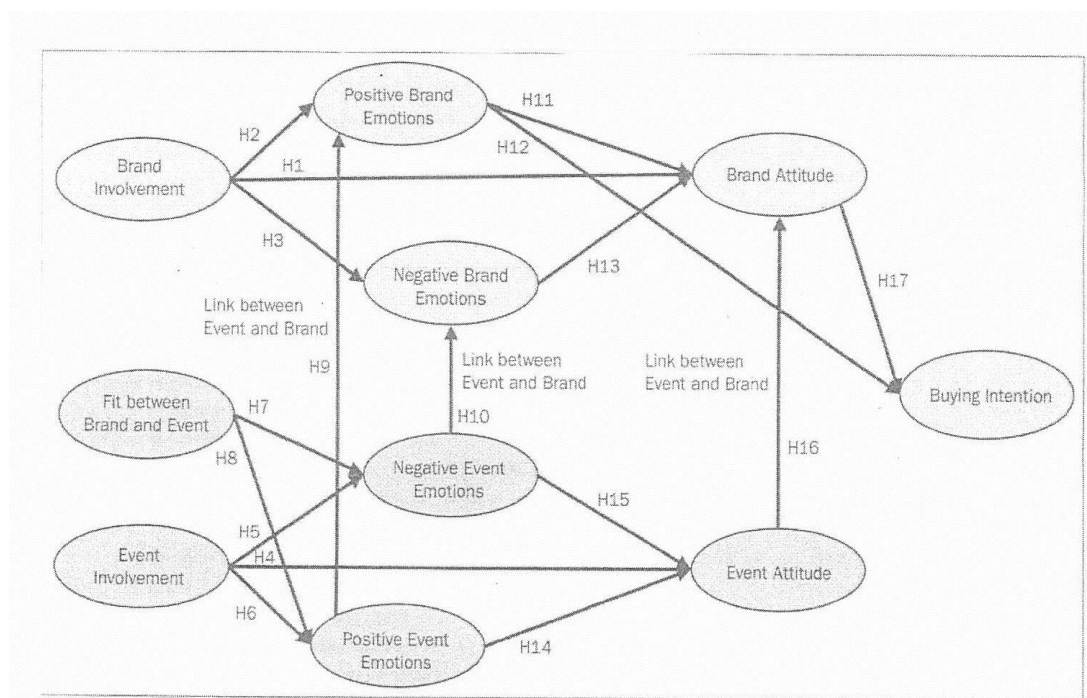 Positive Brand
Emotions
H11
H2
H12
Brand
Involvement
H1
Brand Attitude
H3
Negative Brand
Emotions
H13
H17
Link between
Event and Brand
H9
Link between
Event and Brand
Link between
Event and Brand
Fit between
Brand and Event
H7
H10
Buying Intention
H8
Negative Event
Emotions
H16
H15
H5
Event
Involvement
H4
Event Attitude
H6
Positive Event
Emotions
H14